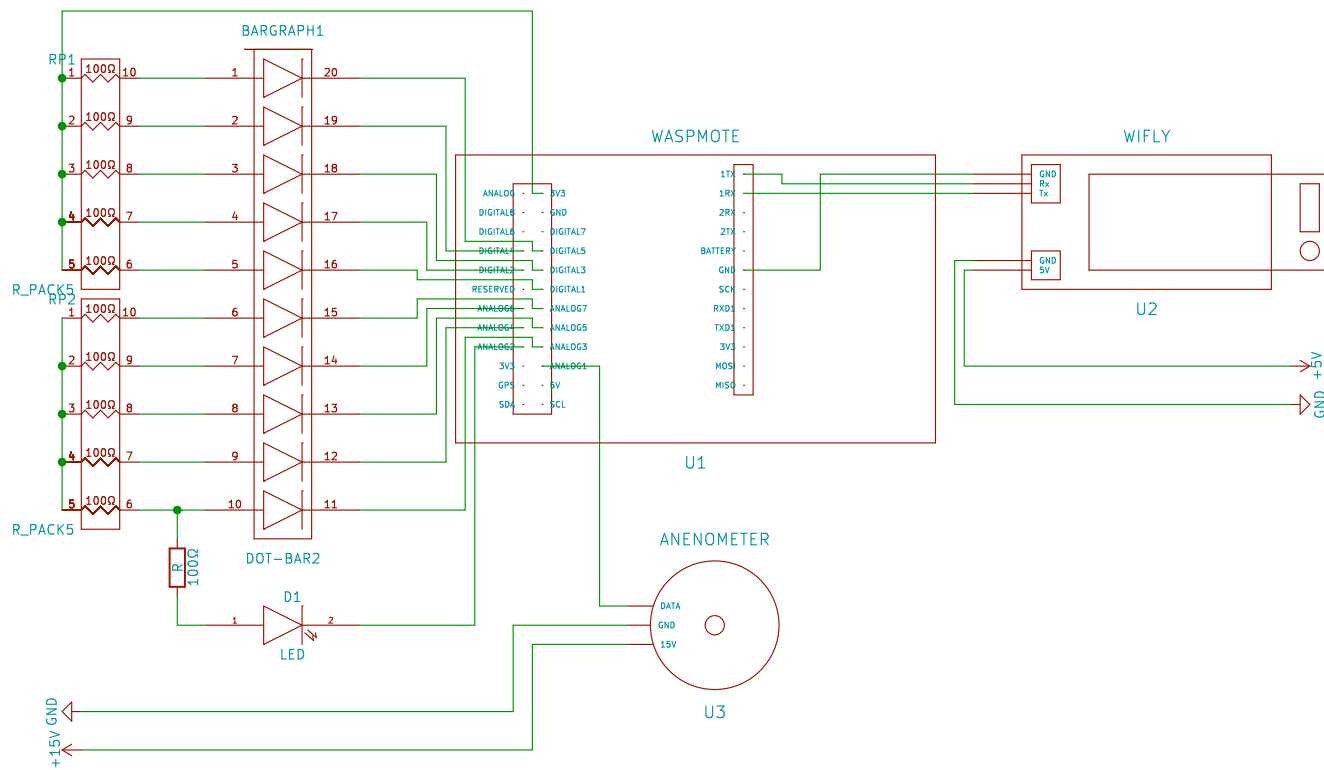 BARGRAPH1
RP1
1 100Ω 10 1 20
2 100Ω 9 2 19
3 100Ω 8 3 18
4 100Ω 7 4 17
5 100Ω 6 5 16
R_PACK5
RP2
1 100Ω 10 6 15
2 100Ω 9 7 14
3 100Ω 8 8 13
4 100Ω 7 9 12
5 100Ω 6 10 11
R_PACK5
DOT-BAR2
R
100Ω
D1
1 2
LED
WASPMOTE
ANALOG 3V3
DIGITAL8 GND
DIGITAL6 DIGITAL7
DIGITAL4 DIGITAL5
DIGITAL2 DIGITAL3
RESERVED DIGITAL1
ANALOG6 ANALOG7
ANALOG4 ANALOG5
ANALOG2 ANALOG3
3V3 ANALOG1
GPS 5V
SDA SCL
1TX
1RX
2RX
2TX
BATTERY
GND
SCK
RXD1
TXD1
3V3
MOSI
MISO
U1
WIFLY
GND
Rx
Tx
GND
5V
U2
+5V
GND
ANENOMETER
DATA
GND
15V
U3
GND
+15V